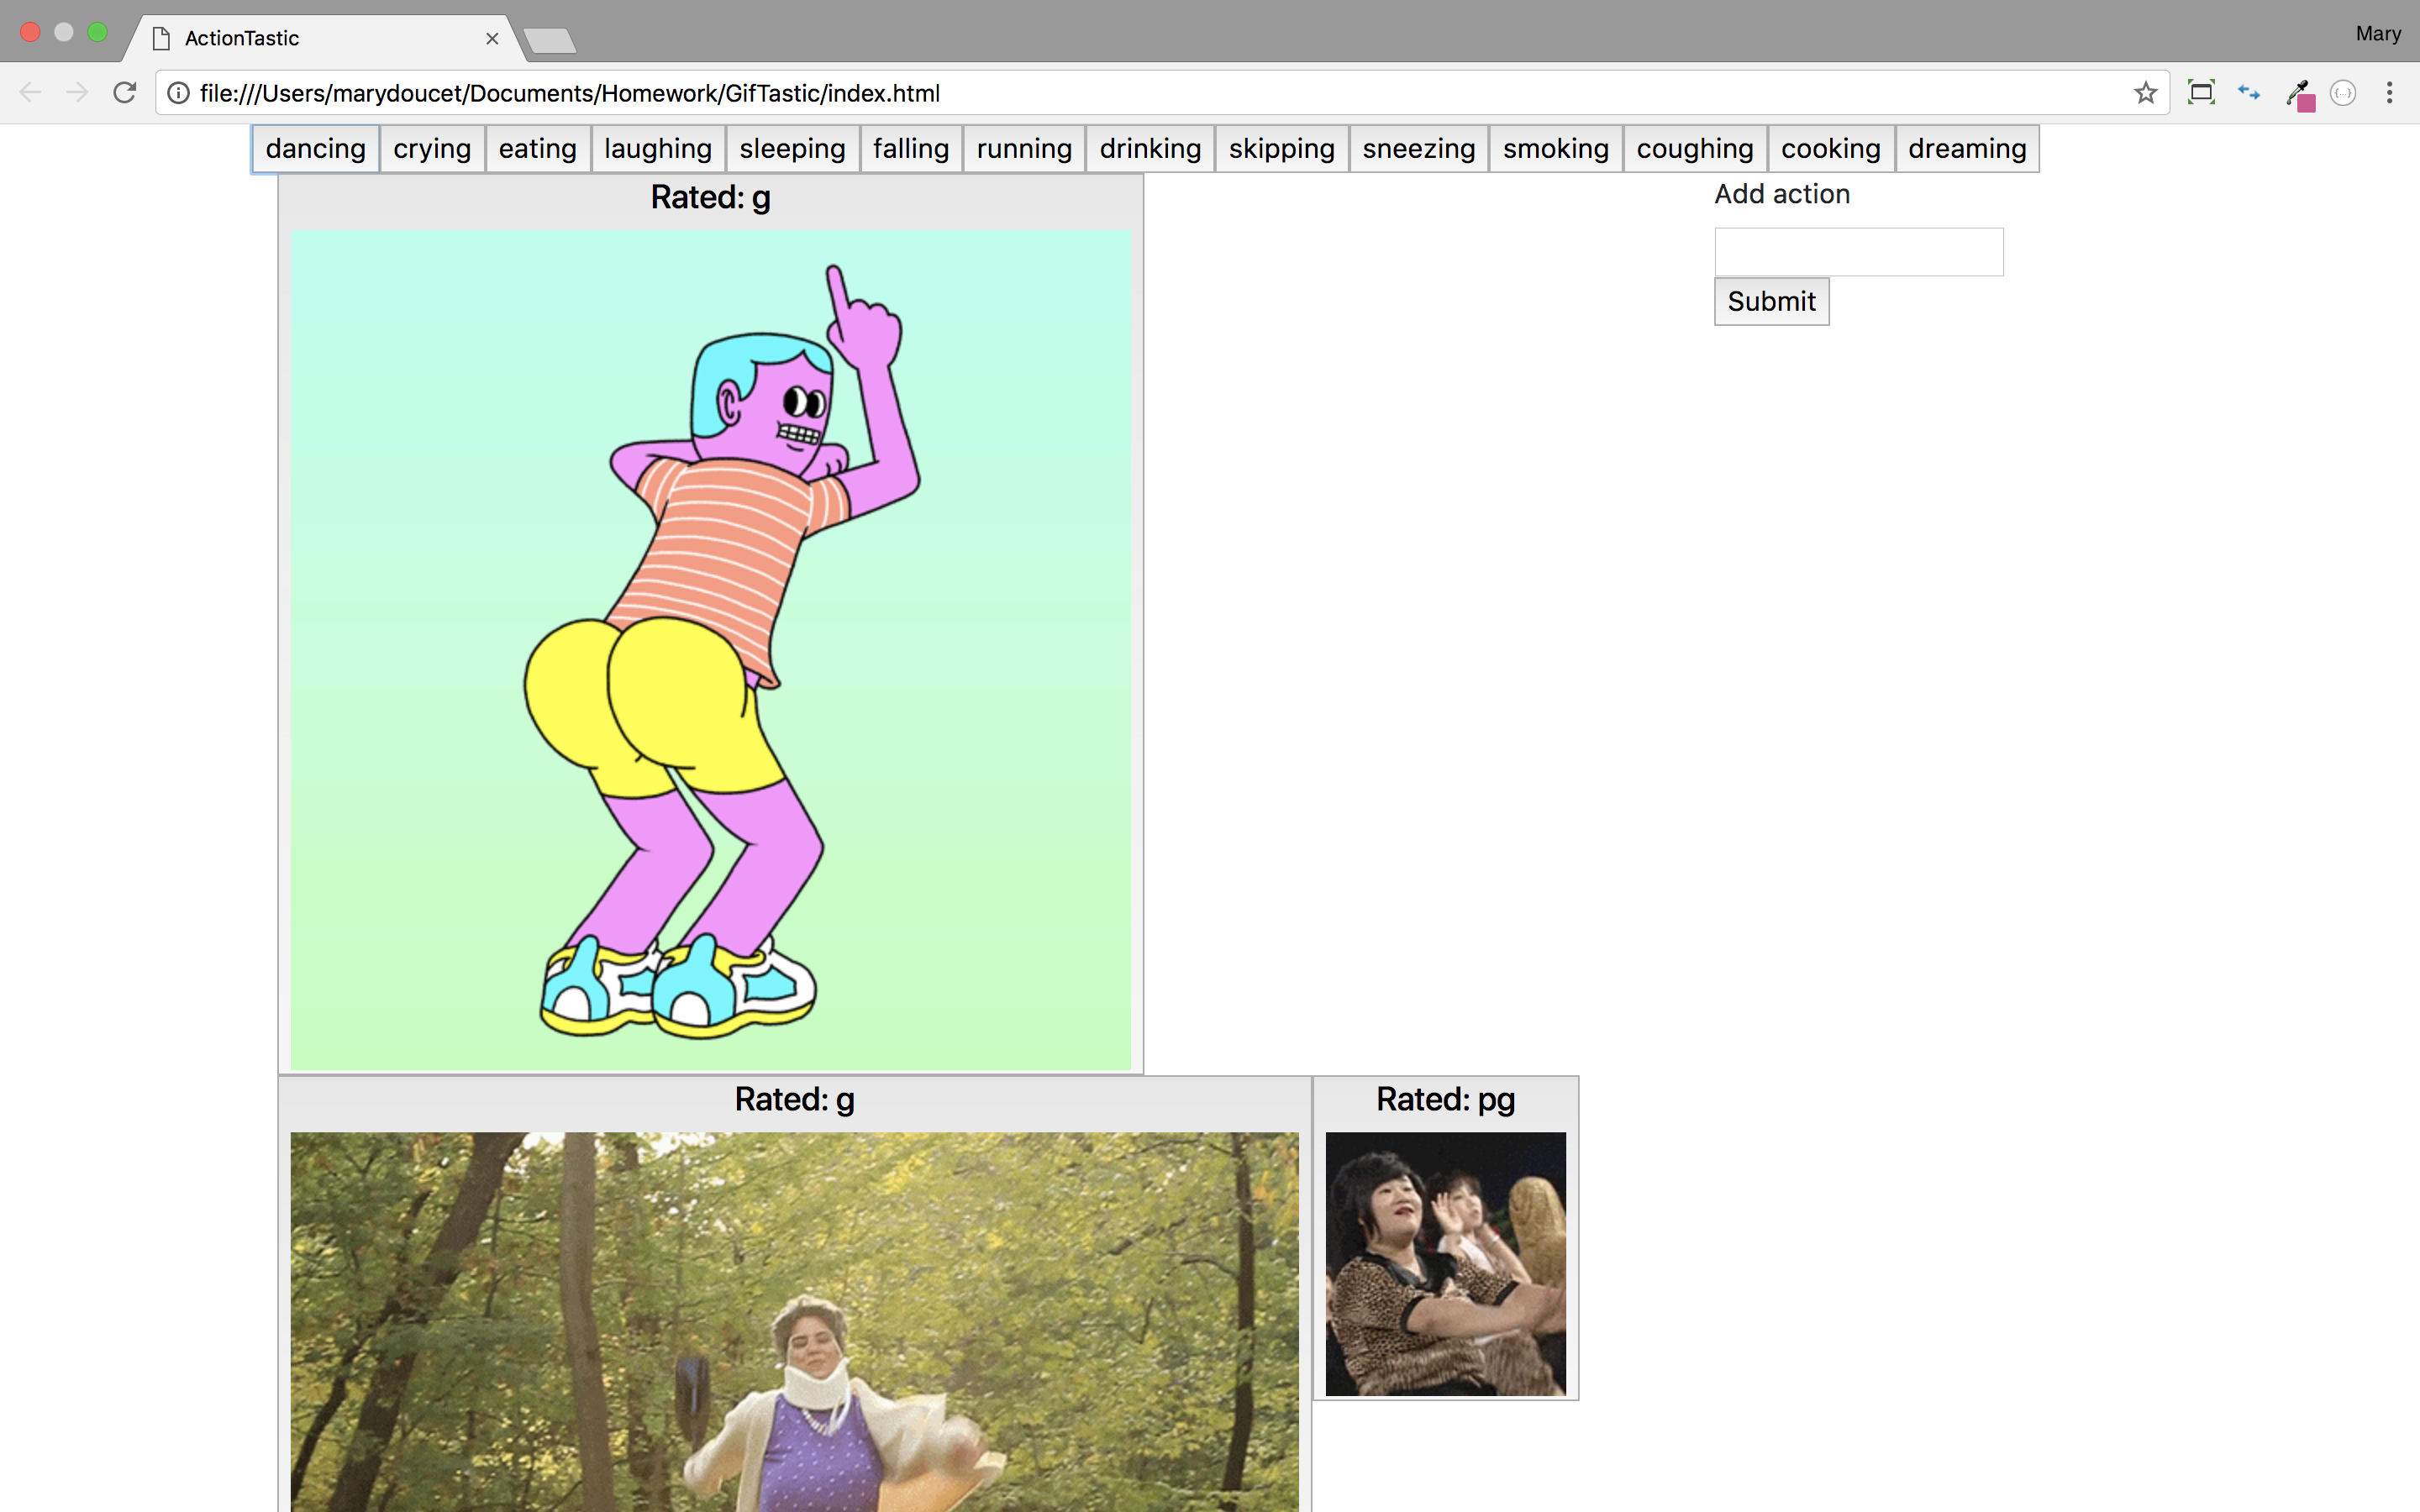 ActionTastic
Mary
file:///Users/marydoucet/Documents/Homework/GifTastic/index.html
dancing crying eating laughing sleeping falling running drinking skipping sneezing smoking coughing cooking dreaming
Rated: g
Add action
Submit
Rated: g
Rated: pg